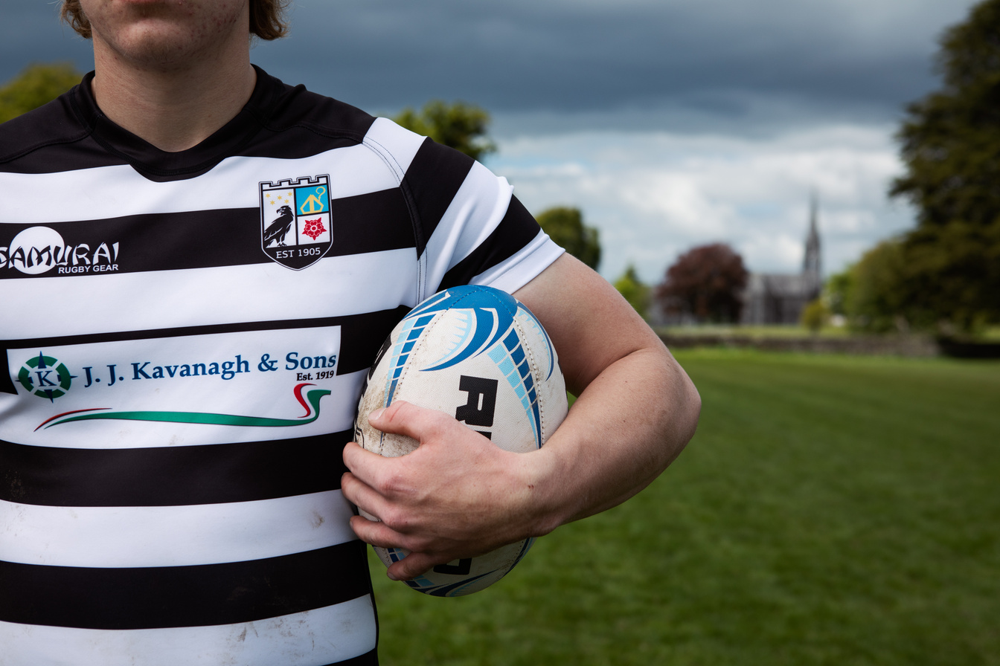 SAMURAI
RUGBY GEAR
EST 1905
K
J. J. Kavanagh & Sons
Est. 1919